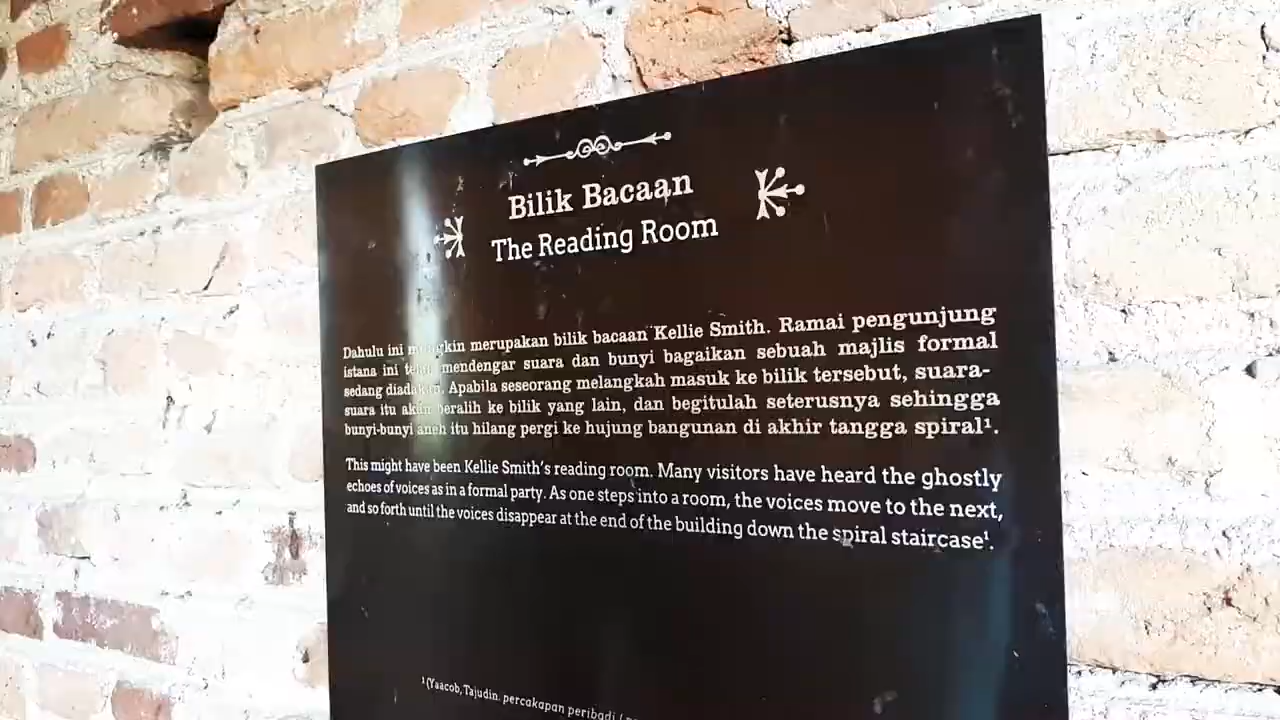 Bilik Bacaan
The Reading Room
Dahulu ini mungkin merupakan bilik bacaan Kellie Smith. Ramai pengunjung
istana ini telah mendengar suara dan bunyi bagaikan sebuah majlis formal
sedang diadakan. Apabila seseorang melangkah masuk ke bilik tersebut, suara-
suara itu akan beralih ke bilik yang lain, dan begitulah seterusnya sehingga
bunyi-bunyi aneh itu hilang pergi ke hujung bangunan di akhir tangga spiral¹.
This might have been Kellie Smith's reading room. Many visitors have heard the ghostly
echoes of voices as in a formal party. As one steps into a room, the voices move to the next,
and so forth until the voices disappear at the end of the building down the spiral staircase¹.
¹(Yaacob, Tajudin. percakapan peribadi